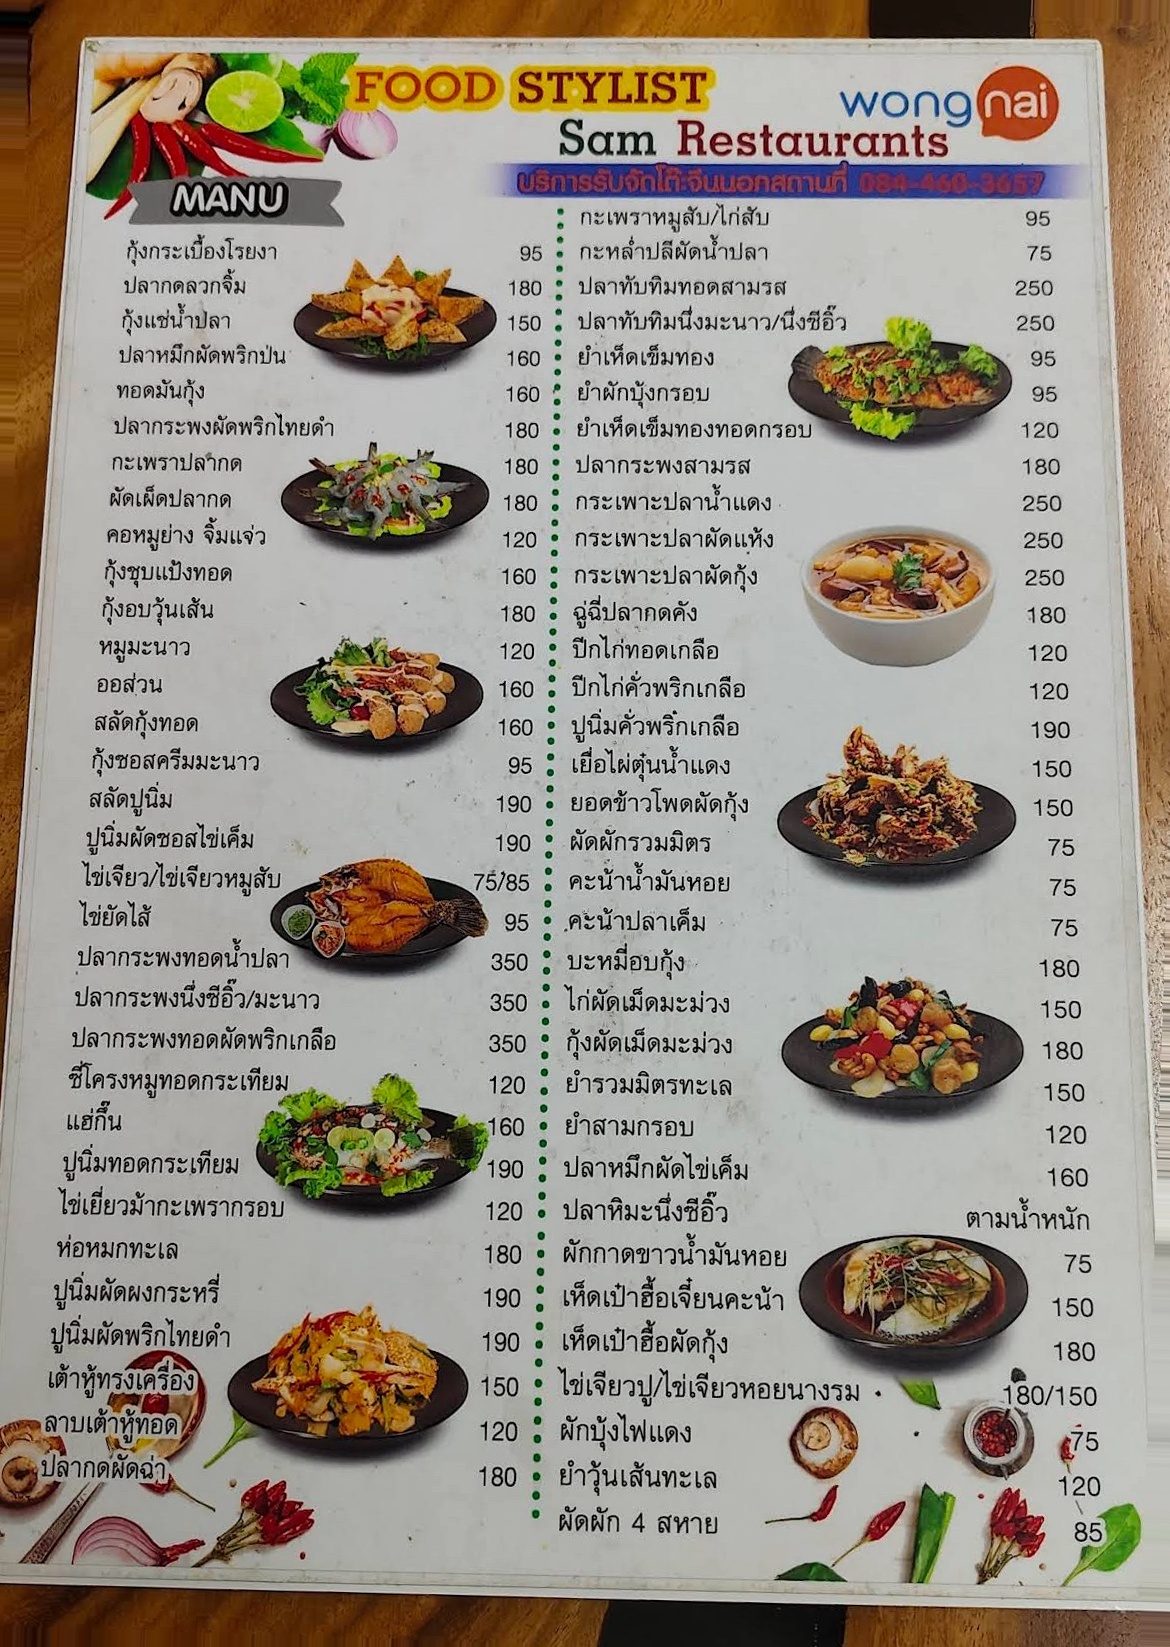 FOOD STYLIST
wongnai
Sam Restaurants
บริการรับจัดโต๊ะจีนนอกสถานที่ 084-460-3657
MANU
กุ้งกระเบื้องโรยงา 95
ปลากดลวกจิ้ม 180
กุ้งแช่น้ำปลา 150
ปลาหมึกผัดพริกป่น 160
ทอดมันกุ้ง 160
ปลากระพงผัดพริกไทยดำ 180
กะเพราปลากด 180
ผัดเผ็ดปลากด 180
คอหมูย่าง จิ้มแจ่ว 120
กุ้งชุบแป้งทอด 160
กุ้งอบวุ้นเส้น 180
หมูมะนาว 120
ออส่วน 160
สลัดกุ้งทอด 160
กุ้งซอสครีมมะนาว 95
สลัดปูนิ่ม 190
ปูนิ่มผัดซอสไข่เค็ม 190
ไข่เจียว/ไข่เจียวหมูสับ 75/85
ไข่ยัดไส้ 95
ปลากระพงทอดน้ำปลา 350
ปลากระพงนึ่งซีอิ๊ว/มะนาว 350
ปลากระพงทอดผัดพริกเกลือ 350
ซี่โครงหมูทอดกระเทียม 120
แฮ่กึ๊น 160
ปูนิ่มทอดกระเทียม 190
ไข่เยี่ยวม้ากะเพรากรอบ 120
ห่อหมกทะเล 180
ปูนิ่มผัดผงกระหรี่ 190
ปูนิ่มผัดพริกไทยดำ 190
เต้าหู้ทรงเครื่อง 150
ลาบเต้าหู้ทอด 120
ปลากดผัดฉ่า 180
กะเพราหมูสับ/ไก่สับ 95
กะหล่ำปลีผัดน้ำปลา 75
ปลาทับทิมทอดสามรส 250
ปลาทับทิมนึ่งมะนาว/นึ่งซีอิ๊ว 250
ยำเห็ดเข็มทอง 95
ยำผักบุ้งกรอบ 95
ยำเห็ดเข็มทองทอดกรอบ 120
ปลากระพงสามรส 180
กระเพาะปลาน้ำแดง 250
กระเพาะปลาผัดแห้ง 250
กระเพาะปลาผัดกุ้ง 250
ฉู่ฉี่ปลากดคัง 180
ปีกไก่ทอดเกลือ 120
ปีกไก่คั่วพริกเกลือ 120
ปูนิ่มคั่วพริกเกลือ 190
เยื่อไผ่ตุ๋นน้ำแดง 150
ยอดข้าวโพดผัดกุ้ง 150
ผัดผักรวมมิตร 75
คะน้าน้ำมันหอย 75
คะน้าปลาเค็ม 75
บะหมี่อบกุ้ง 180
ไก่ผัดเม็ดมะม่วง 150
กุ้งผัดเม็ดมะม่วง 180
ยำรวมมิตรทะเล 150
ยำสามกรอบ 120
ปลาหมึกผัดไข่เค็ม 160
ปลาหิมะนึ่งซีอิ๊ว ตามน้ำหนัก
ผักกาดขาวน้ำมันหอย 75
เห็ดเป๋าฮื้อเจี๋ยนคะน้า 150
เห็ดเป๋าฮื้อผัดกุ้ง 180
ไข่เจียวปู/ไข่เจียวหอยนางรม 180/150
ผักบุ้งไฟแดง 75
ยำวุ้นเส้นทะเล 120
ผัดผัก 4 สหาย 85